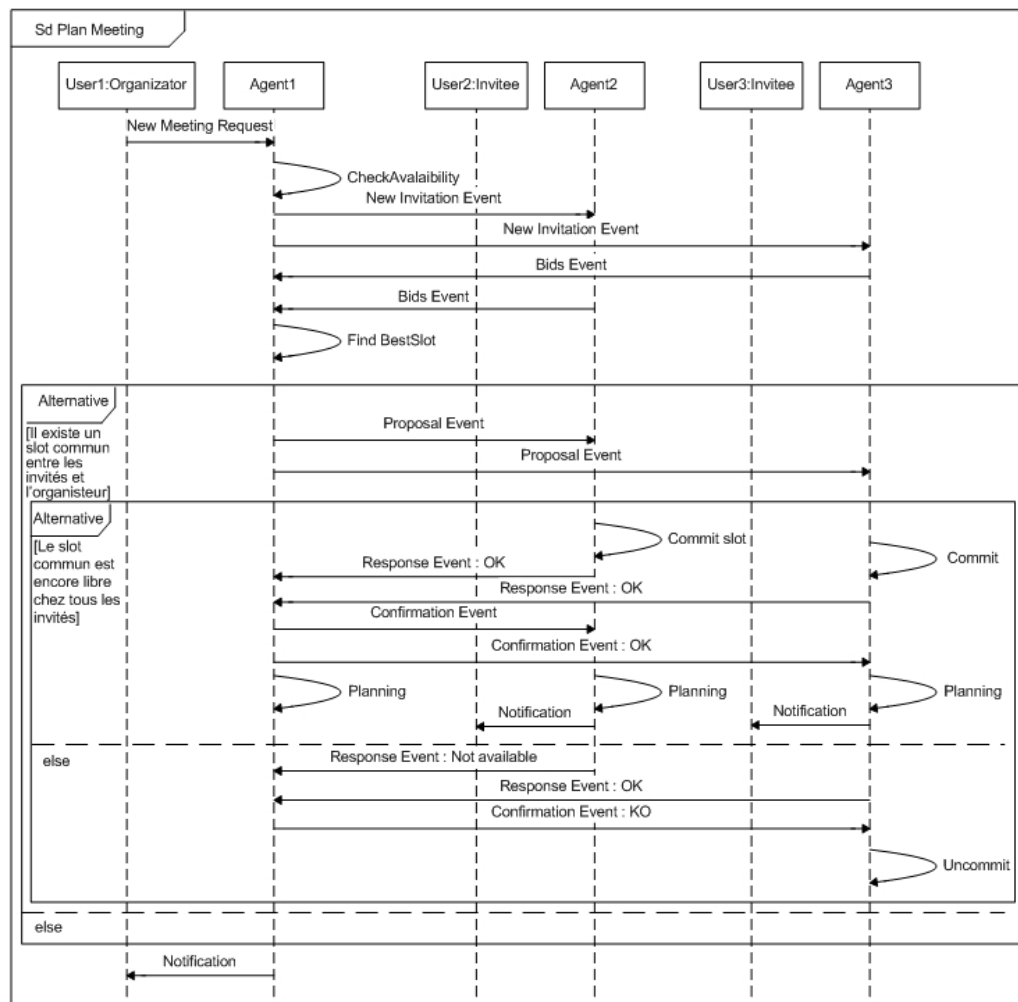 Sd Plan Meeting
User1:Organizator
Agent1
User2:Invitee
Agent2
User3:Invitee
Agent3
New Meeting Request
CheckAvalaibility
New Invitation Event
New Invitation Event
Bids Event
Bids Event
Find BestSlot
Alternative
[Il existe un
slot commun
entre les
invités et
l'organisteur]
Proposal Event
Proposal Event
Alternative
[Le slot
commun est
encore libre
chez tous les
invités]
Commit slot
Commit
Response Event : OK
Response Event : OK
Confirmation Event
Confirmation Event : OK
Planning
Planning
Planning
Notification
Notification
else
Response Event : Not available
Response Event : OK
Confirmation Event : KO
Uncommit
else
Notification